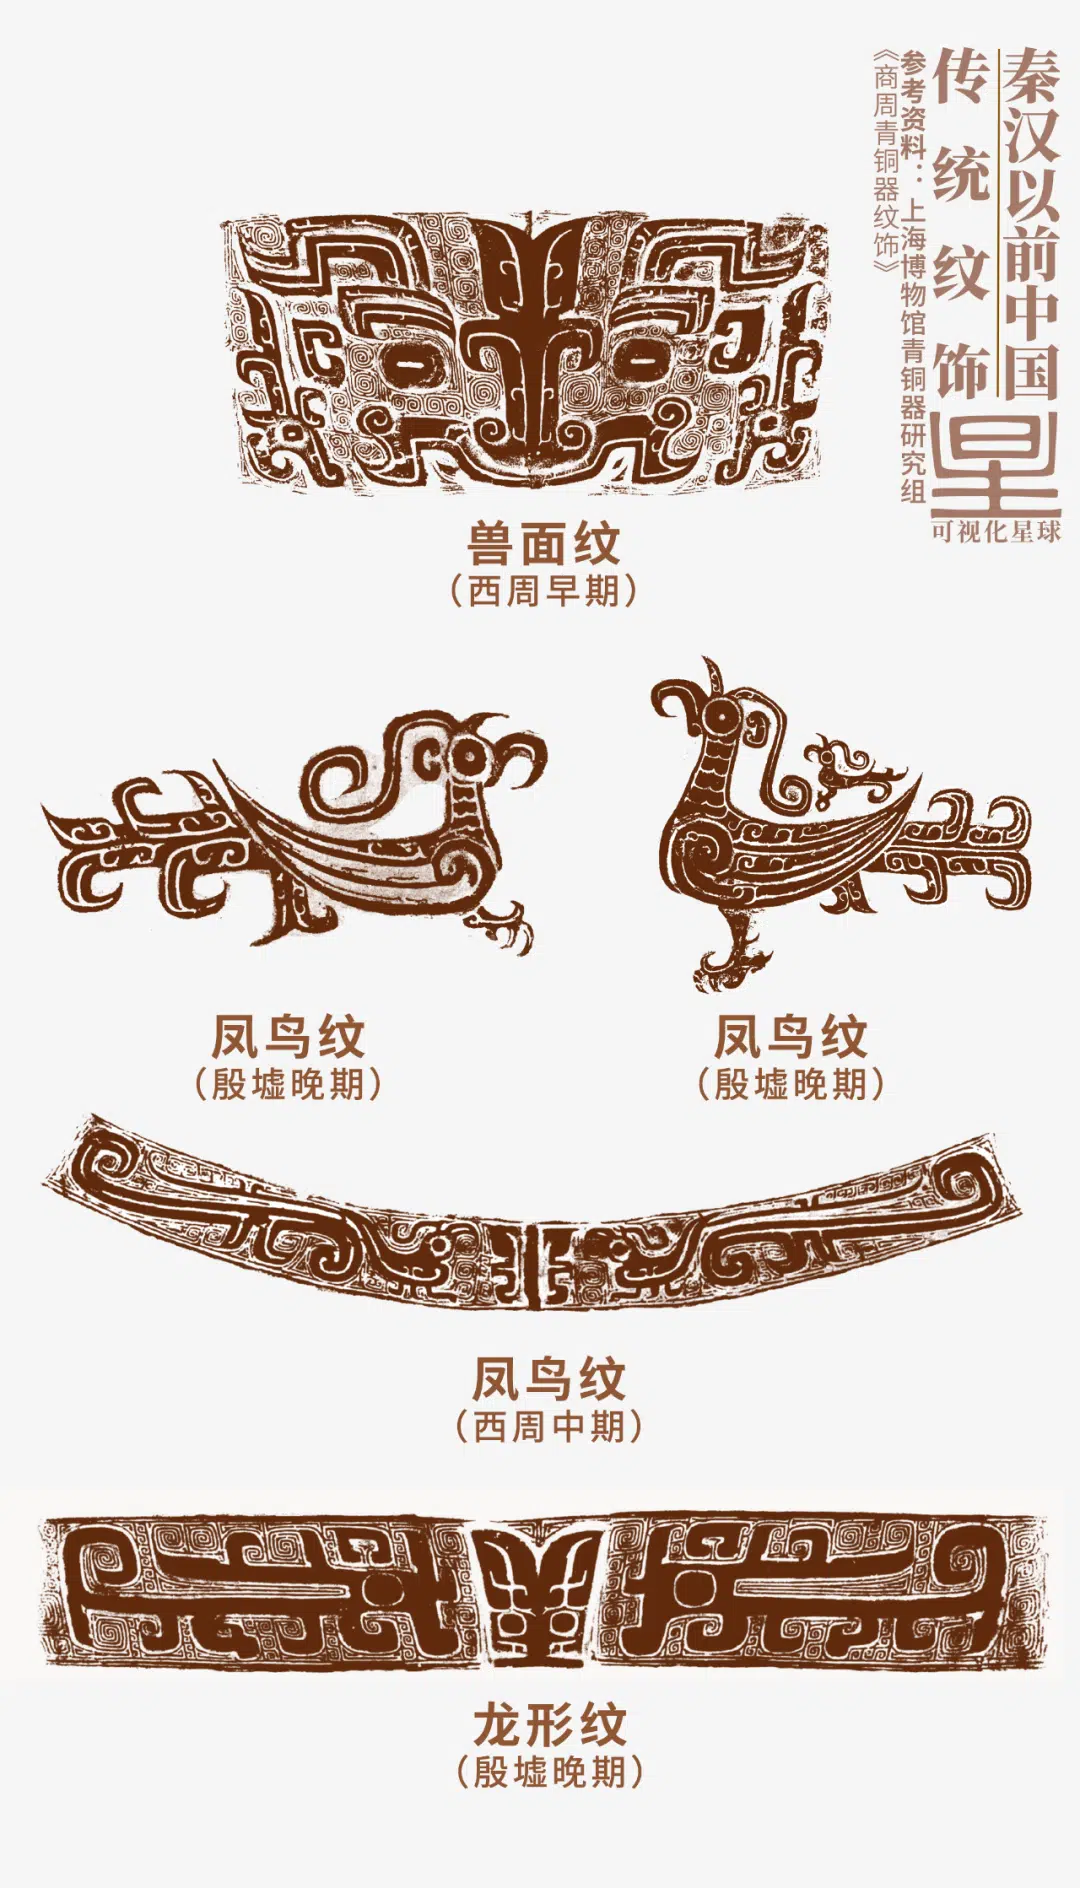 秦汉以前中国
传统纹饰
参考资料：上海博物馆青铜器研究组
《商周青铜器纹饰》
星
可视化星球
兽面纹
（西周早期）
凤鸟纹
（殷墟晚期）
凤鸟纹
（殷墟晚期）
凤鸟纹
（西周中期）
龙形纹
（殷墟晚期）